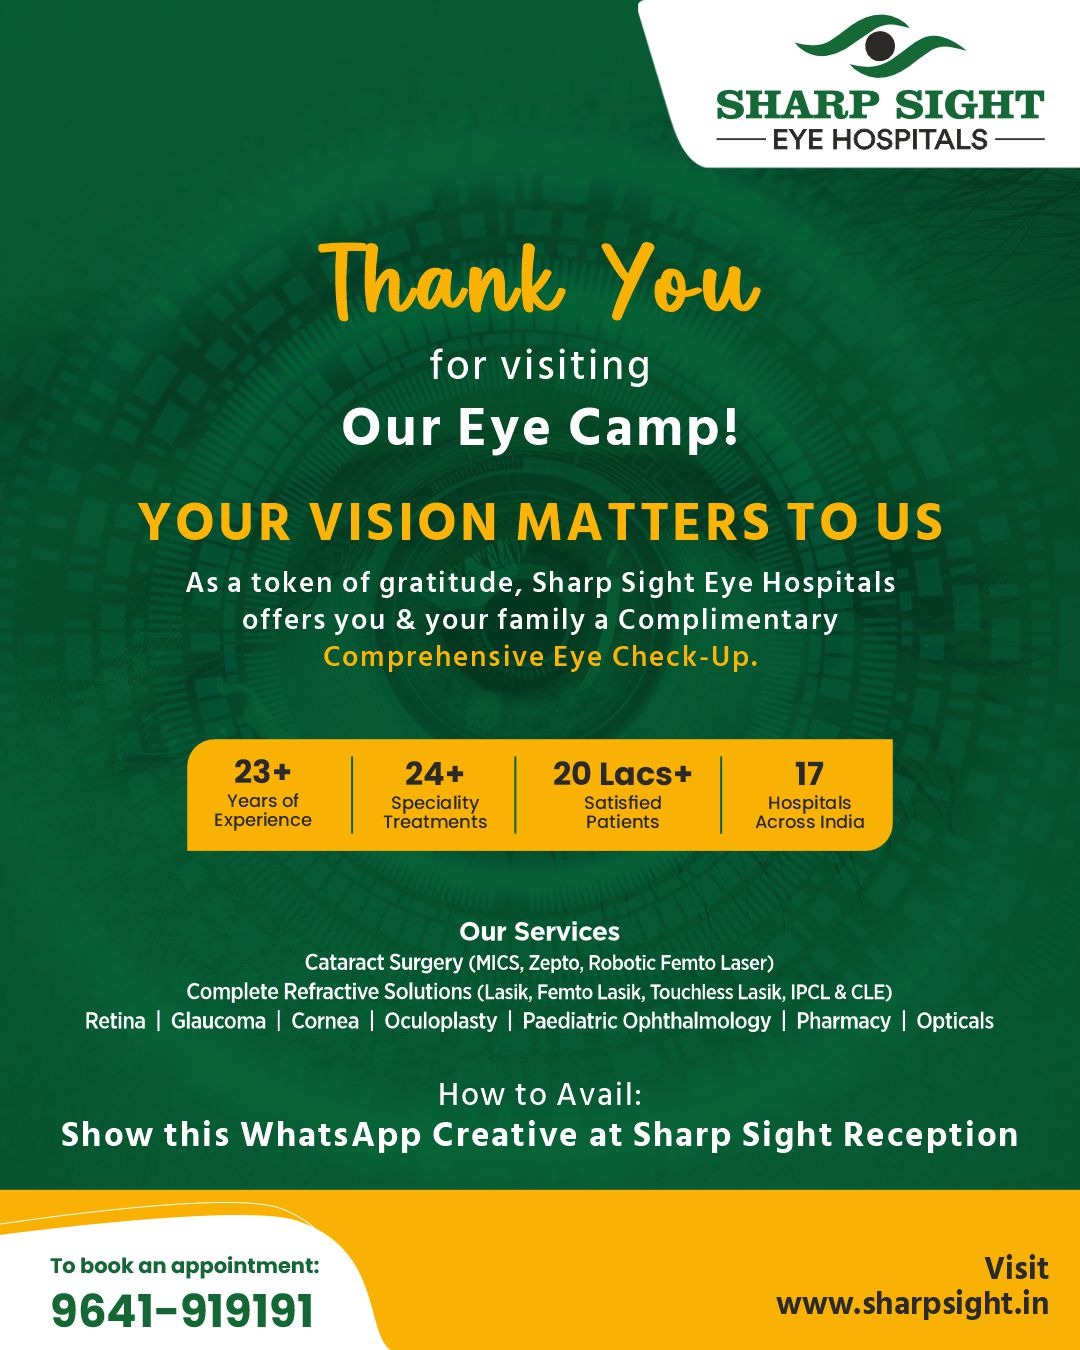 SHARP SIGHT
EYE HOSPITALS
Thank You
for visiting
Our Eye Camp!
YOUR VISION MATTERS TO US
As a token of gratitude, Sharp Sight Eye Hospitals
offers you & your family a Complimentary
Comprehensive Eye Check-Up.
23+
Years of
Experience
24+
Speciality
Treatments
20 Lacs+
Satisfied
Patients
17
Hospitals
Across India
Our Services
Cataract Surgery (MICS, Zepto, Robotic Femto Laser)
Complete Refractive Solutions (Lasik, Femto Lasik, Touchless Lasik, IPCL & CLE)
Retina | Glaucoma | Cornea | Oculoplasty | Paediatric Ophthalmology | Pharmacy | Opticals
How to Avail:
Show this WhatsApp Creative at Sharp Sight Reception
To book an appointment:
9641-919191
Visit
www.sharpsight.in